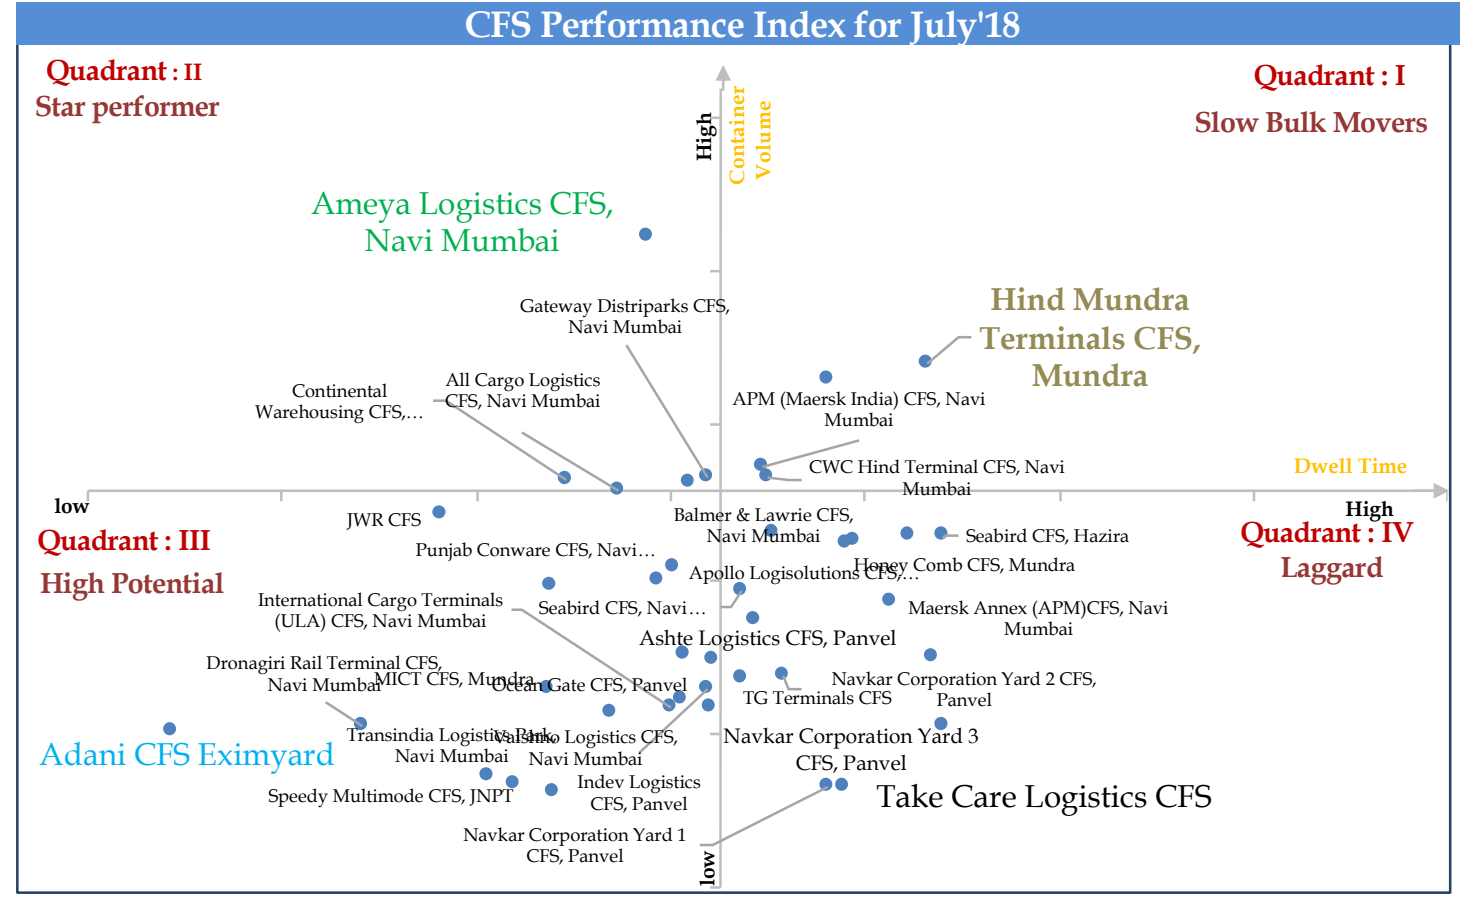 CFS Performance Index for July'18
Quadrant : II
Star performer
Quadrant : I
Slow Bulk Movers
High
Container
Volume
Ameya Logistics CFS,
Navi Mumbai
Gateway Distriparks CFS,
Navi Mumbai
Hind Mundra
Terminals CFS,
Mundra
Continental
Warehousing CFS,...
All Cargo Logistics
CFS, Navi Mumbai
APM (Maersk India) CFS, Navi
Mumbai
CWC Hind Terminal CFS, Navi
Mumbai
Dwell Time
low
High
JWR CFS
Quadrant : III
High Potential
Quadrant : IV
Laggard
Balmer & Lawrie CFS,
Navi Mumbai
Seabird CFS, Hazira
Punjab Conware CFS, Navi...
Honey Comb CFS, Mundra
Apollo Logisolutions CFS,...
International Cargo Terminals
(ULA) CFS, Navi Mumbai
Seabird CFS, Navi...
Maersk Annex (APM)CFS, Navi
Mumbai
Ashte Logistics CFS, Panvel
Dronagiri Rail Terminal CFS,
Navi Mumbai
MICT CFS, Mundra
Ocean Gate CFS, Panvel
TG Terminals CFS
Navkar Corporation Yard 2 CFS,
Panvel
Adani CFS Eximyard
Transindia Logistics Park,
Navi Mumbai
Vaishno Logistics CFS,
Navi Mumbai
Navkar Corporation Yard 3
CFS, Panvel
Speedy Multimode CFS, JNPT
Indev Logistics
CFS, Panvel
Take Care Logistics CFS
Navkar Corporation Yard 1
CFS, Panvel
low